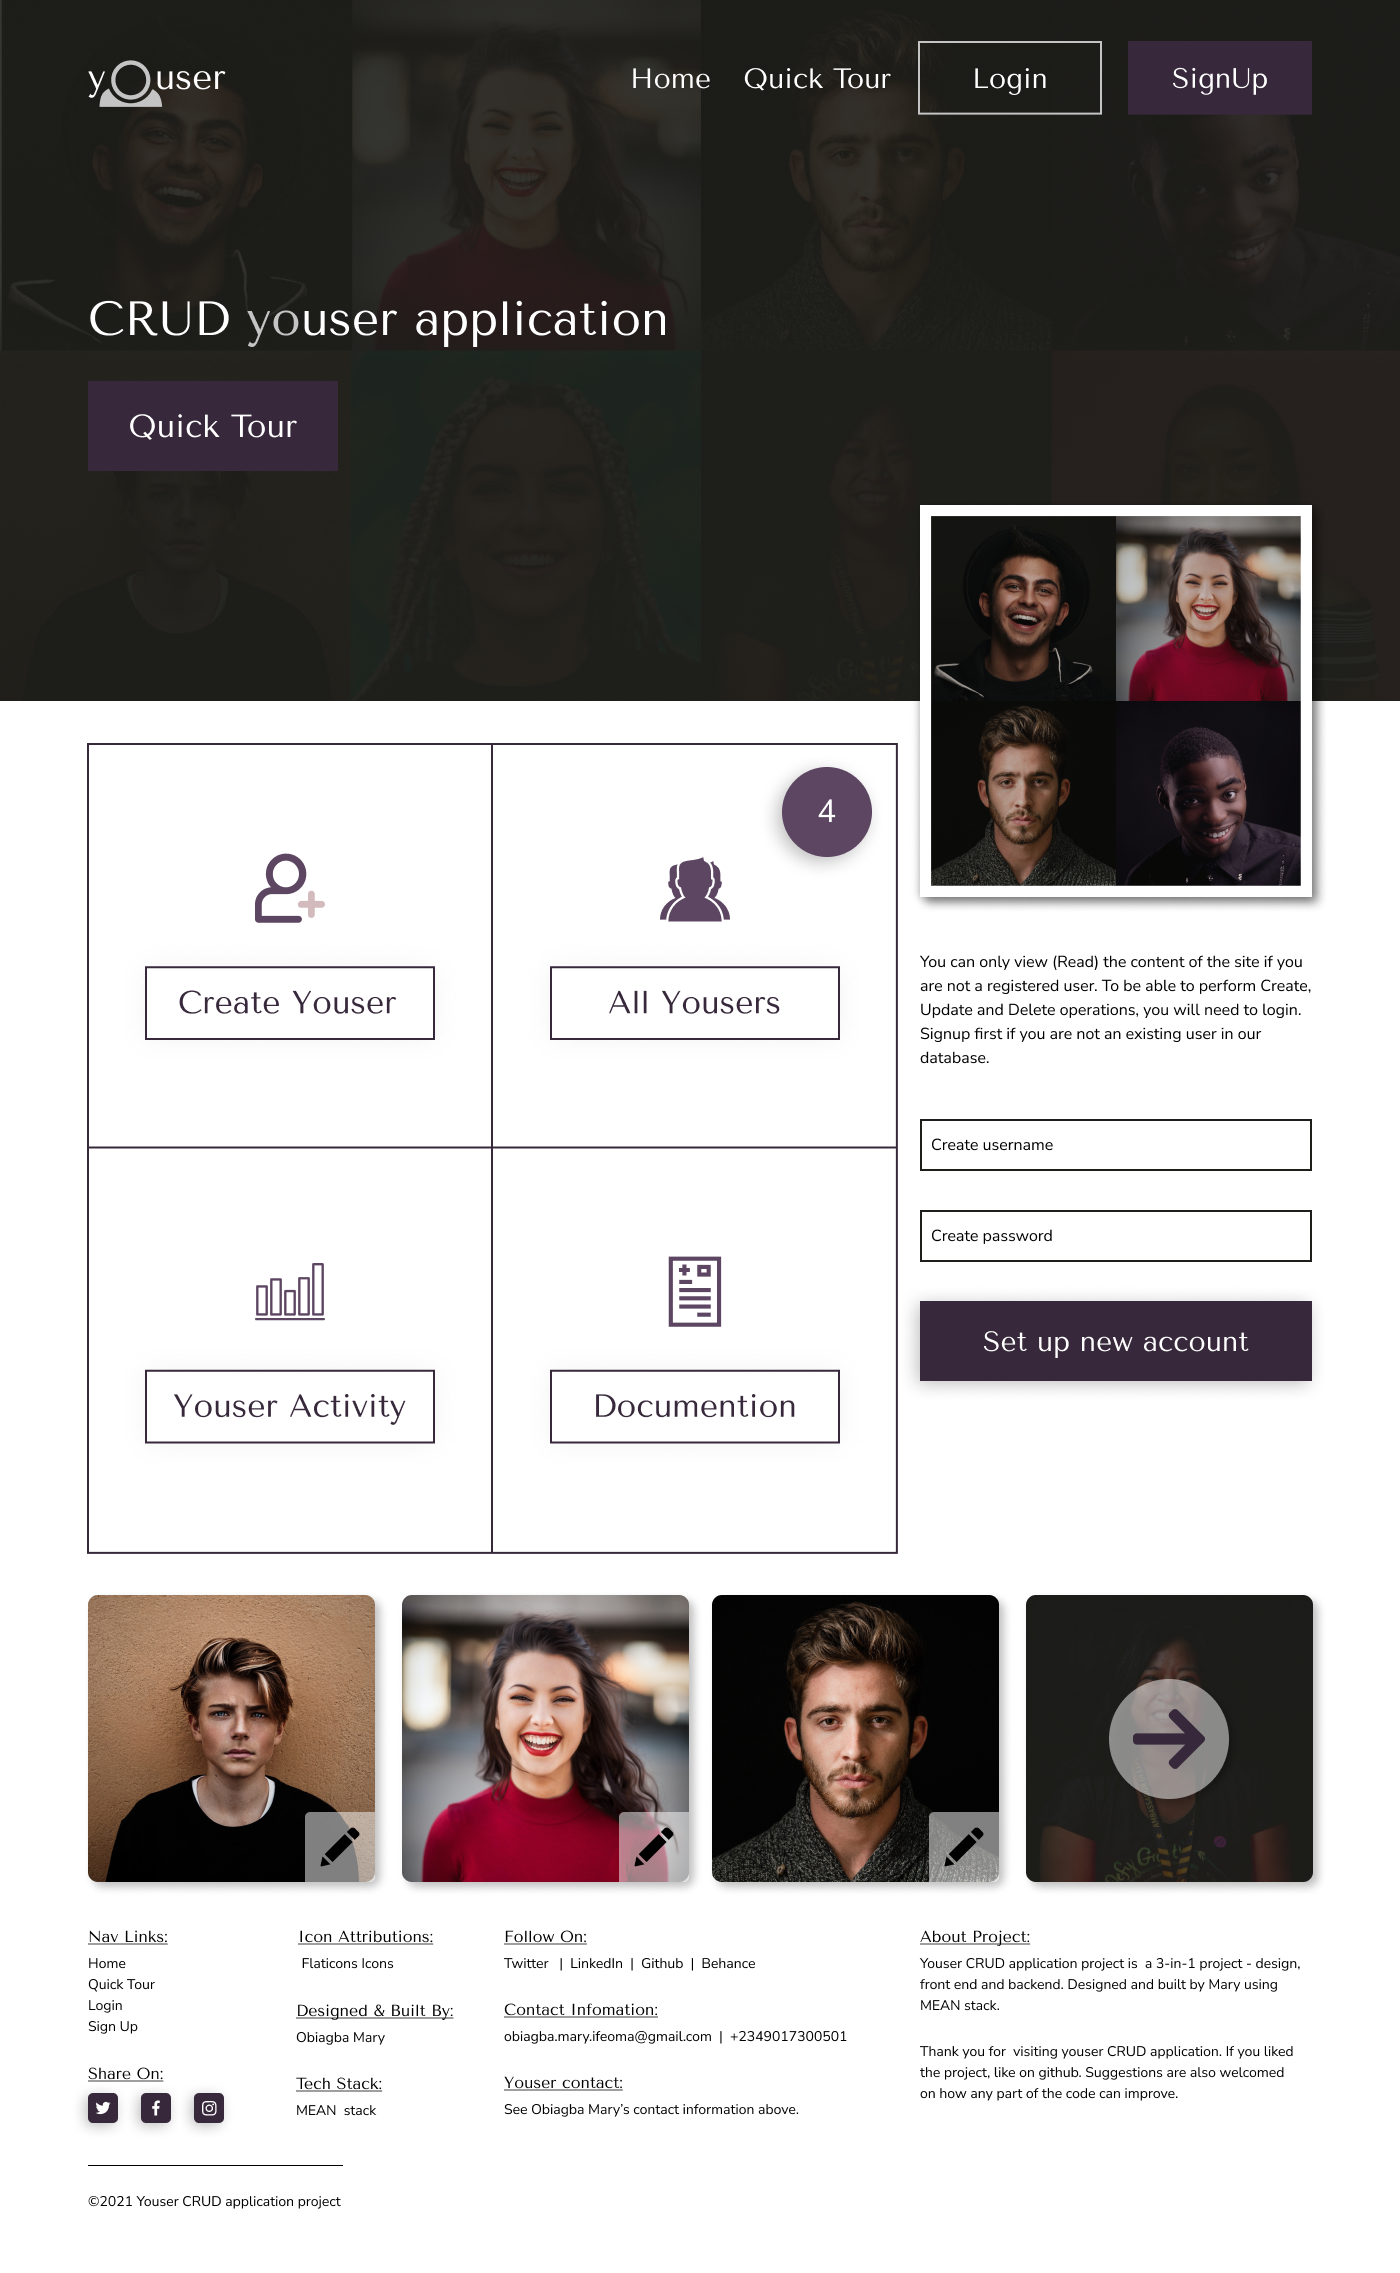 yOuser
Home
Quick Tour
Login
SignUp
CRUD youser application
Quick Tour
4
Create Youser
All Yousers
Youser Activity
Documention
You can only view (Read) the content of the site if you
are not a registered user. To be able to perform Create,
Update and Delete operations, you will need to login.
Signup first if you are not an existing user in our
database.
Create username
Create password
Set up new account
Nav Links:
Home
Quick Tour
Login
Sign Up
Share On:
Icon Attributions:
Flaticons Icons
Designed & Built By:
Obiagba Mary
Tech Stack:
MEAN stack
Follow On:
Twitter | LinkedIn | Github | Behance
Contact Infomation:
obiagba.mary.ifeoma@gmail.com | +2349017300501
Youser contact:
See Obiagba Mary’s contact information above.
About Project:
Youser CRUD application project is a 3-in-1 project - design,
front end and backend. Designed and built by Mary using
MEAN stack.
Thank you for visiting youser CRUD application. If you liked
the project, like on github. Suggestions are also welcomed
on how any part of the code can improve.
©2021 Youser CRUD application project